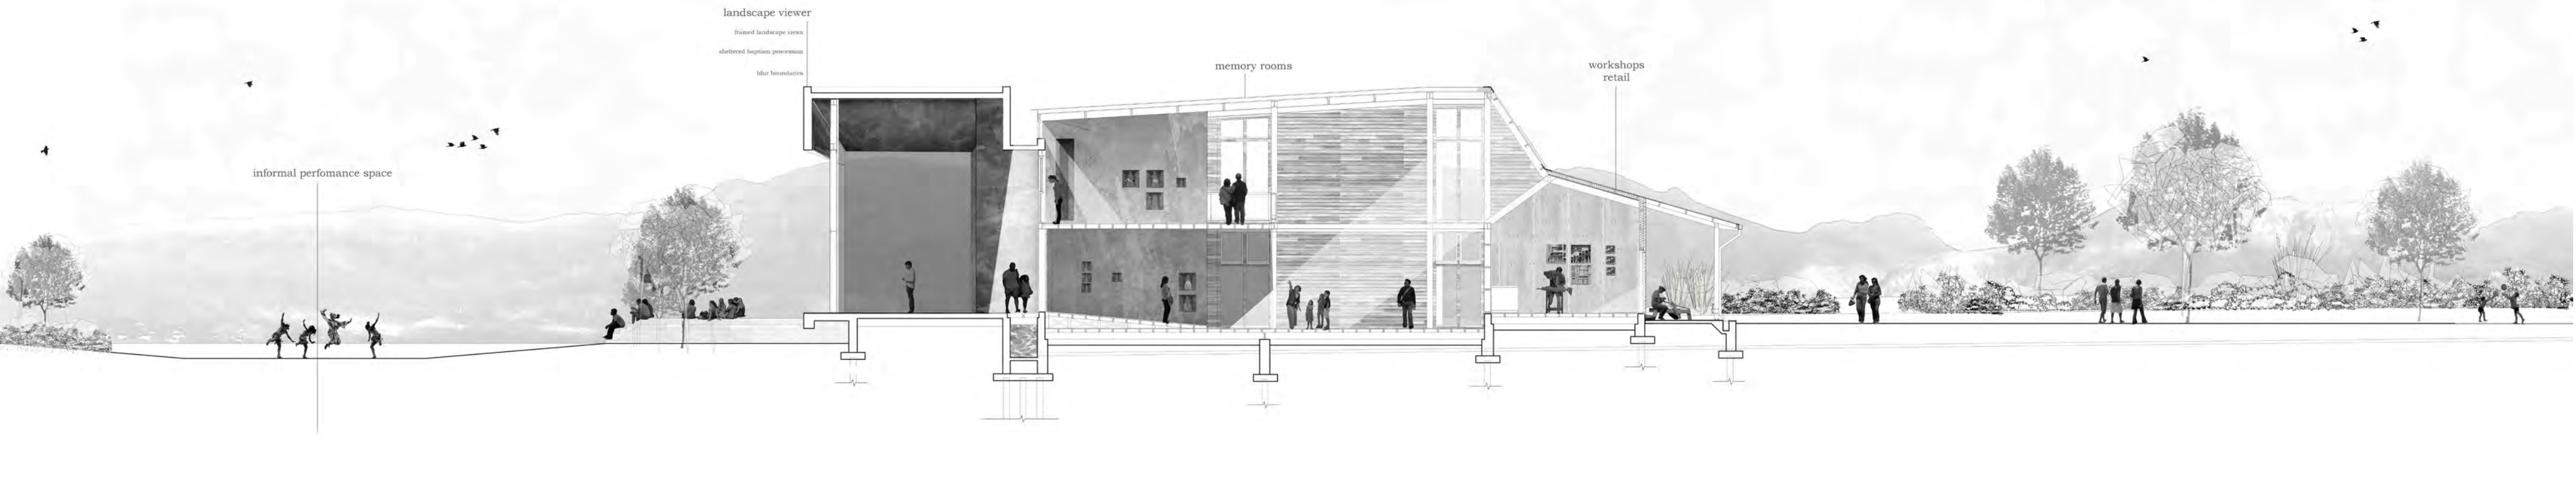 landscape viewer
framed landscape views
sheltered baptism procession
blur boundaries
memory rooms
workshops
retail
informal perfomance space